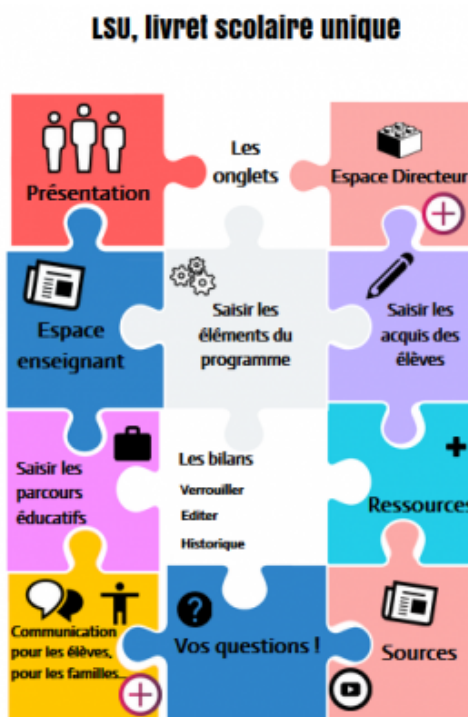 LSU, livret scolaire unique
Présentation
Les
onglets
Espace Directeur
Espace
enseignant
Saisir les
éléments du
programme
Saisir les
acquis des
élèves
Saisir les
parcours
éducatifs
Les bilans
Verrouiller
Editer
Historique
Ressources
Communication
pour les élèves,
pour les familles...
Vos questions !
Sources